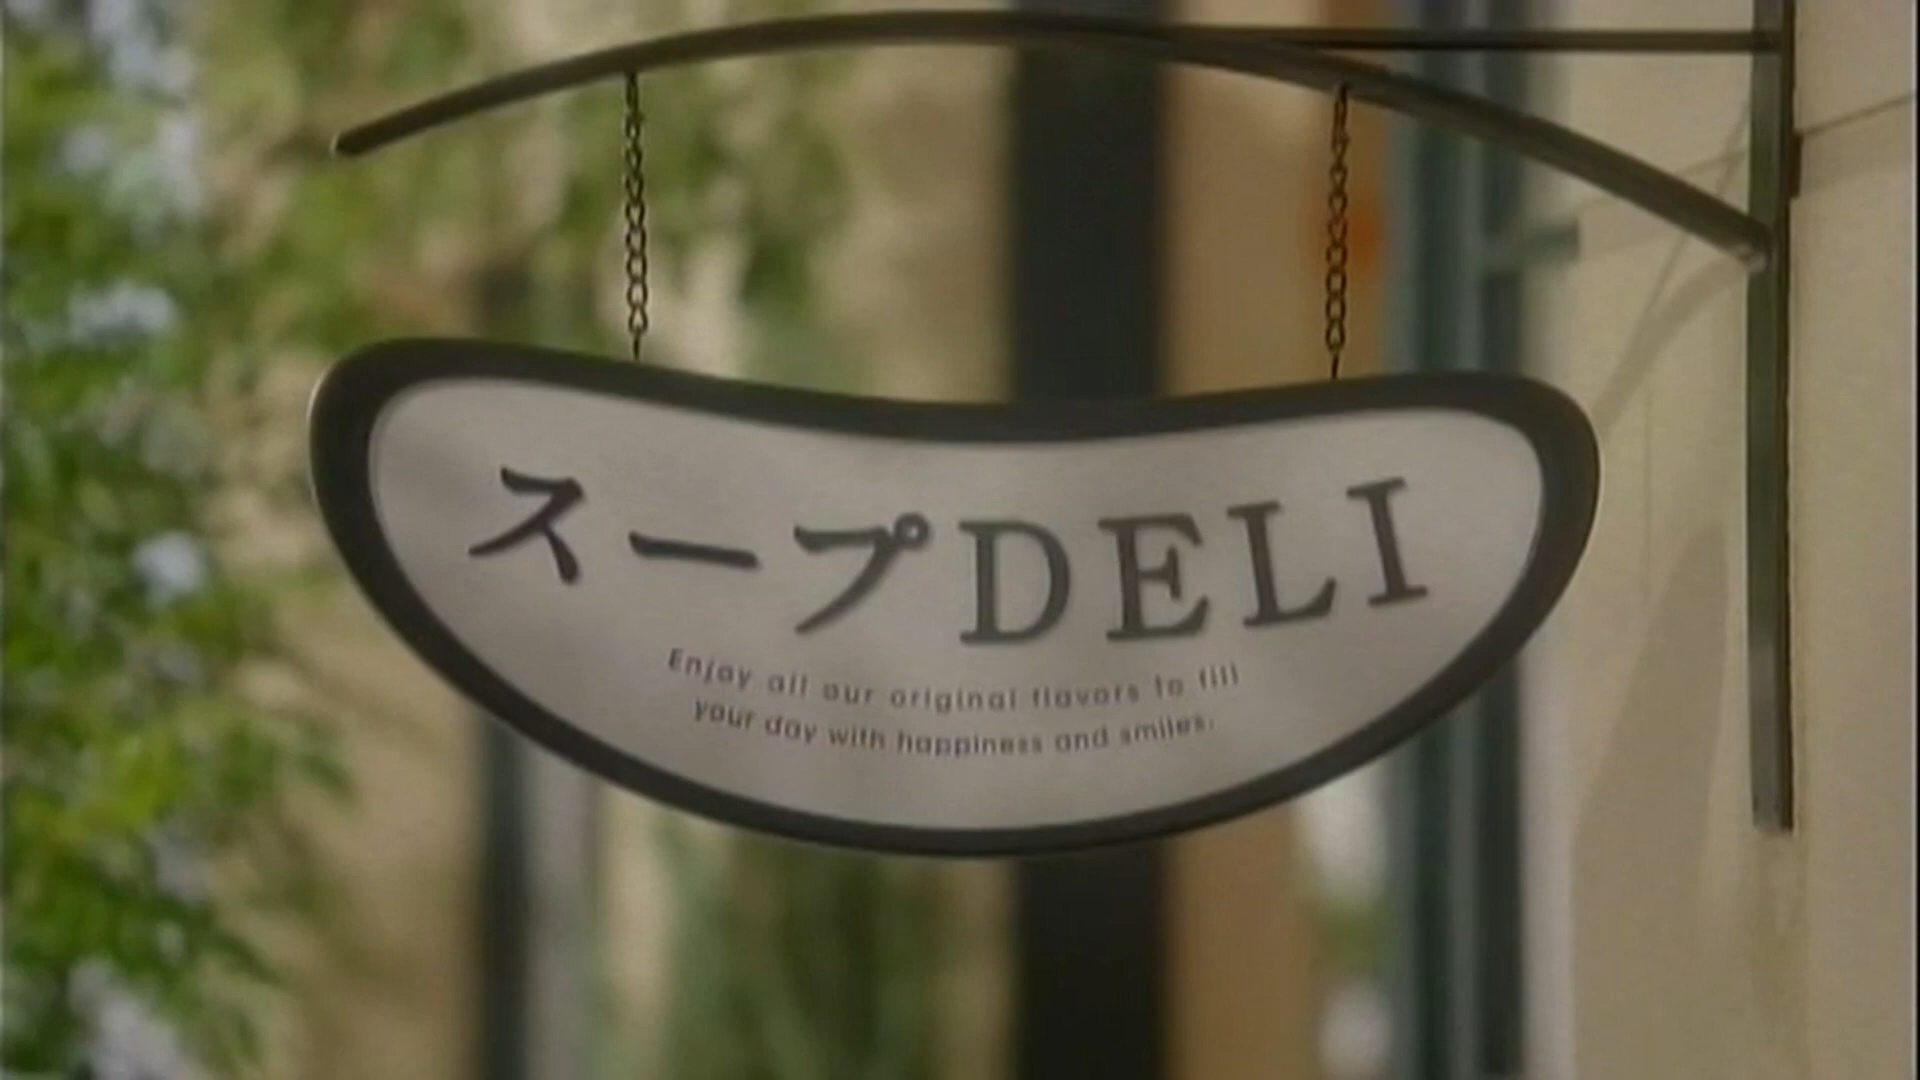 スープDELI
Enjoy all our original flavors to fill
your day with happiness and smiles.